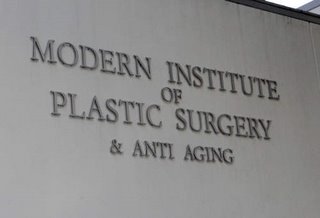 MODERN INSTITUTE
OF
PLASTIC SURGERY
& ANTI AGING